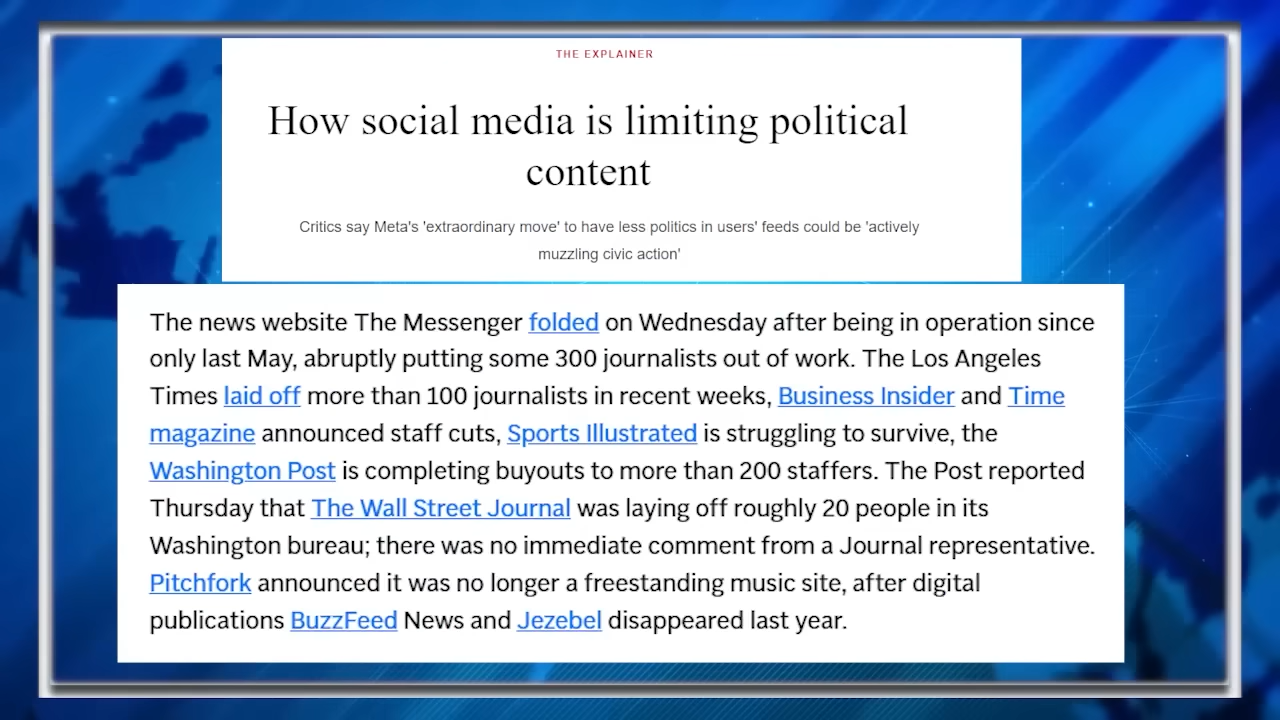 THE EXPLAINER
How social media is limiting political
content
Critics say Meta's 'extraordinary move' to have less politics in users' feeds could be 'actively
muzzling civic action'
The news website The Messenger folded on Wednesday after being in operation since
only last May, abruptly putting some 300 journalists out of work. The Los Angeles
Times laid off more than 100 journalists in recent weeks, Business Insider and Time
magazine announced staff cuts, Sports Illustrated is struggling to survive, the
Washington Post is completing buyouts to more than 200 staffers. The Post reported
Thursday that The Wall Street Journal was laying off roughly 20 people in its
Washington bureau; there was no immediate comment from a Journal representative.
Pitchfork announced it was no longer a freestanding music site, after digital
publications BuzzFeed News and Jezebel disappeared last year.